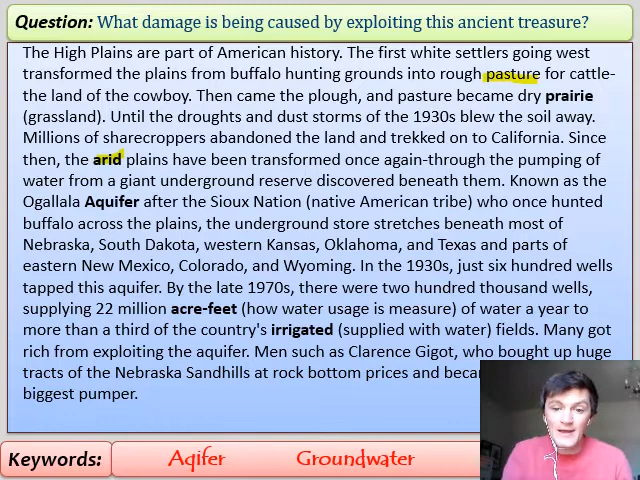 Question: What damage is being caused by exploiting this ancient treasure?
The High Plains are part of American history. The first white settlers going west
transformed the plains from buffalo hunting grounds into rough pasture for cattle-
the land of the cowboy. Then came the plough, and pasture became dry prairie
(grassland). Until the droughts and dust storms of the 1930s blew the soil away.
Millions of sharecroppers abandoned the land and trekked on to California. Since
then, the arid plains have been transformed once again-through the pumping of
water from a giant underground reserve discovered beneath them. Known as the
Ogallala Aquifer after the Sioux Nation (native American tribe) who once hunted
buffalo across the plains, the underground store stretches beneath most of
Nebraska, South Dakota, western Kansas, Oklahoma, and Texas and parts of
eastern New Mexico, Colorado, and Wyoming. In the 1930s, just six hundred wells
tapped this aquifer. By the late 1970s, there were two hundred thousand wells,
supplying 22 million acre-feet (how water usage is measure) of water a year to
more than a third of the country's irrigated (supplied with water) fields. Many got
rich from exploiting the aquifer. Men such as Clarence Gigot, who bought up huge
tracts of the Nebraska Sandhills at rock bottom prices and
biggest pumper.
Keywords: Aqifer Groundwater